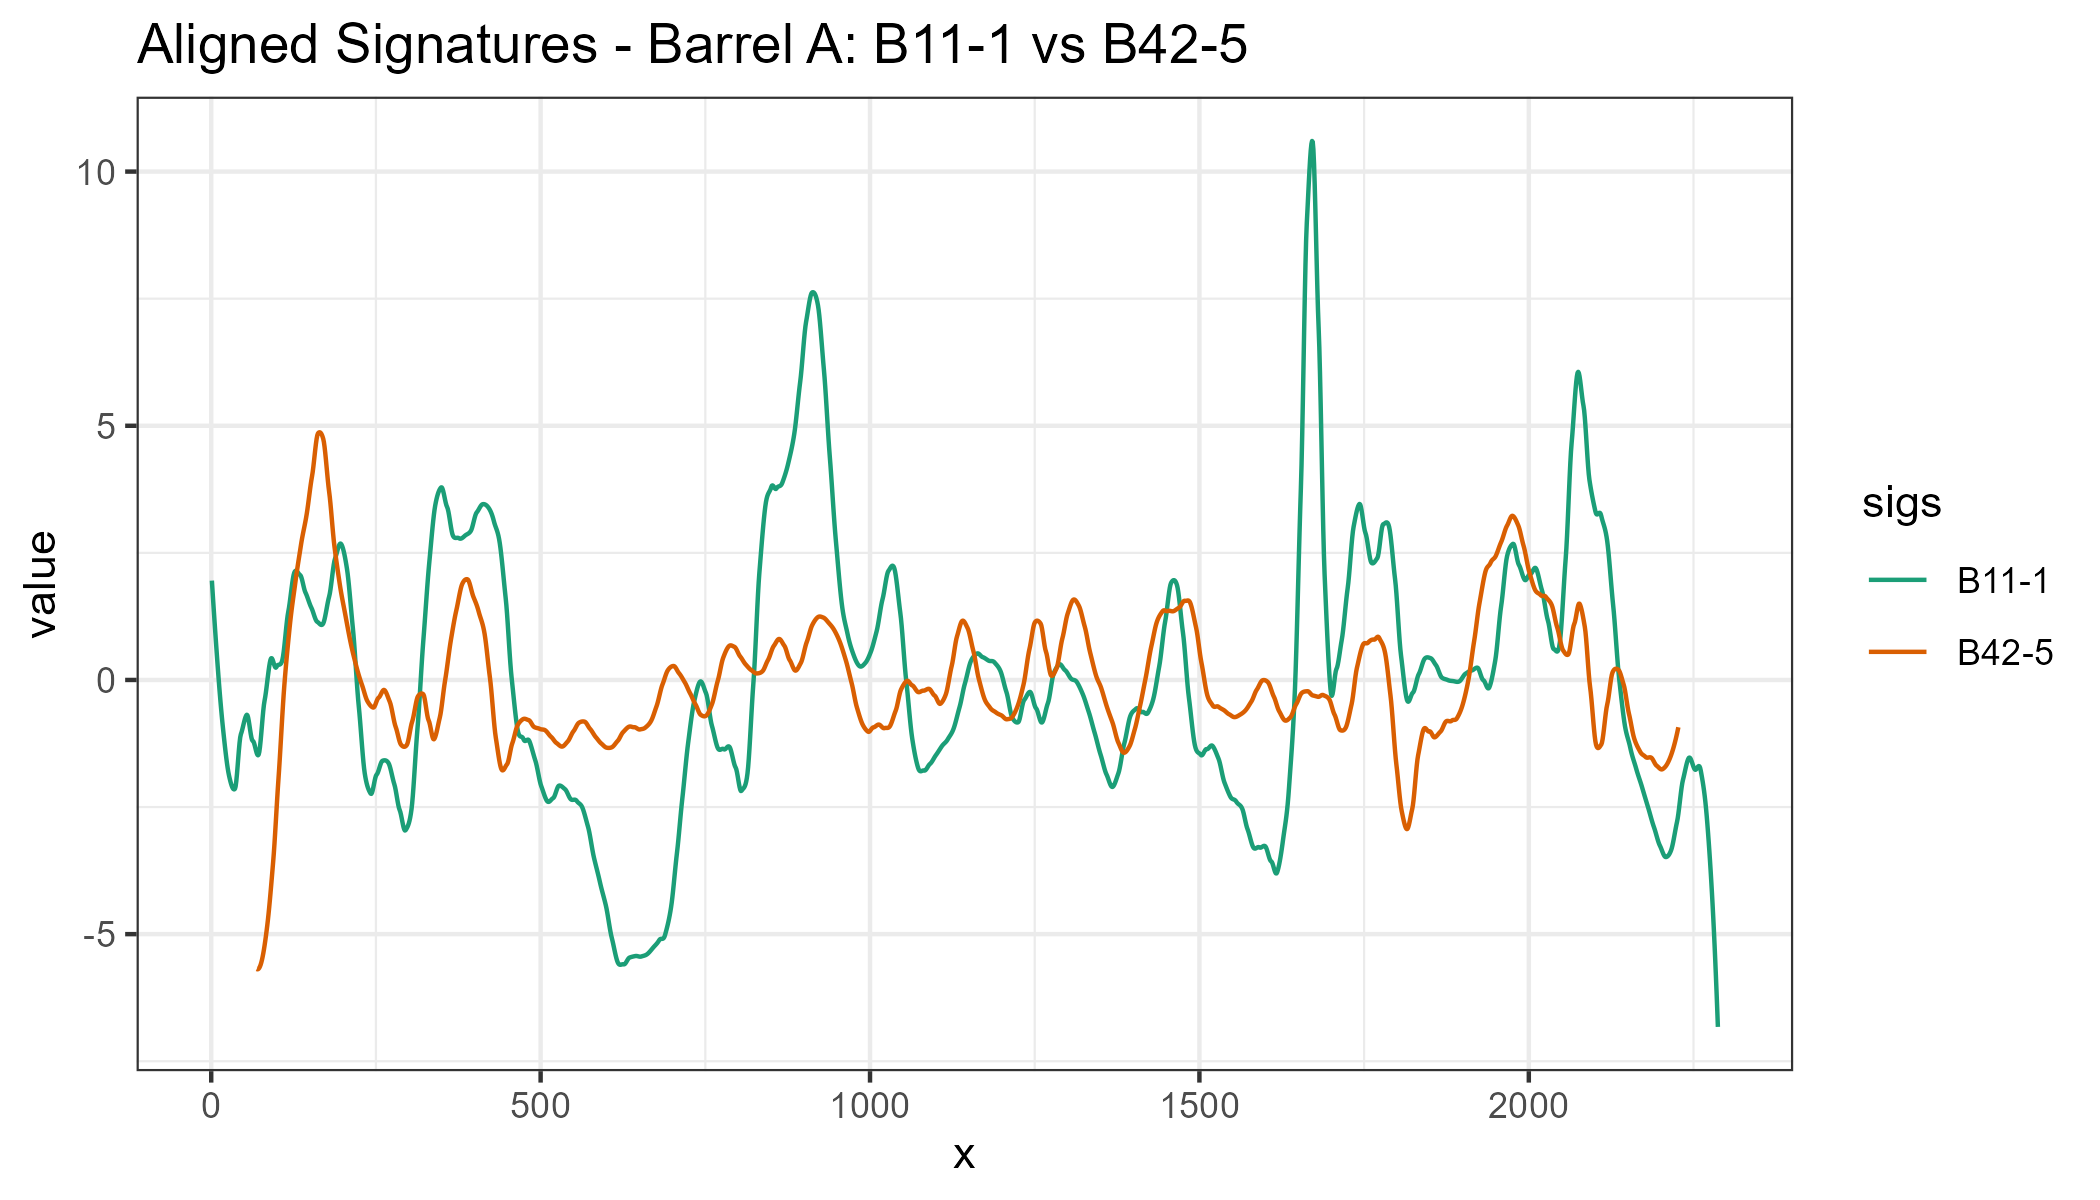 Aligned Signatures - Barrel A: B11-1 vs B42-5
10
5
0
-5
value
0 500 1000 1500 2000
x
sigs
B11-1
B42-5